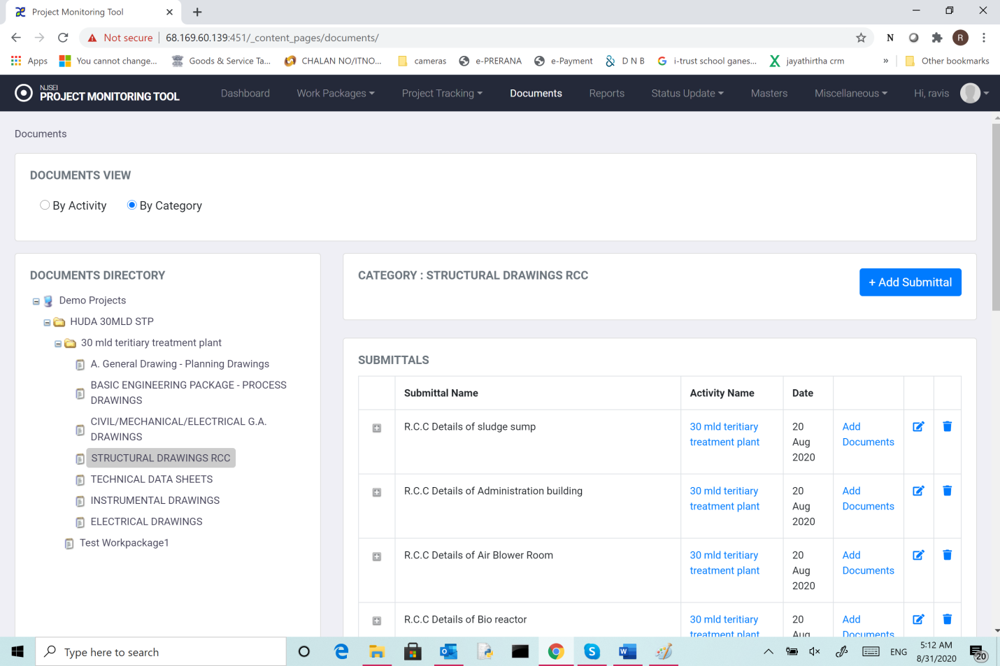 Project Monitoring Tool
Not secure 68.169.60.139:451/_content_pages/documents/
N
R
Apps You cannot change... Goods & Service Ta... CHALAN NO/ITNO... cameras e-PRERANA e-Payment D N B i-trust school ganes... jayathirtha crm » Other bookmarks
NJSEI
PROJECT MONITORING TOOL
Dashboard Work Packages Project Tracking Documents Reports Status Update Masters Miscellaneous Hi, ravis
Documents
DOCUMENTS VIEW
By Activity By Category
DOCUMENTS DIRECTORY
Demo Projects
HUDA 30MLD STP
30 mld teritiary treatment plant
A. General Drawing - Planning Drawings
BASIC ENGINEERING PACKAGE - PROCESS
DRAWINGS
CIVIL/MECHANICAL/ELECTRICAL G.A.
DRAWINGS
STRUCTURAL DRAWINGS RCC
TECHNICAL DATA SHEETS
INSTRUMENTAL DRAWINGS
ELECTRICAL DRAWINGS
Test Workpackage1
CATEGORY : STRUCTURAL DRAWINGS RCC
+ Add Submittal
SUBMITTALS
Submittal Name Activity Name Date
R.C.C Details of sludge sump 30 mld teritiary 20 Add
treatment plant Aug Documents
2020
R.C.C Details of Administration building 30 mld teritiary 20 Add
treatment plant Aug Documents
2020
R.C.C Details of Air Blower Room 30 mld teritiary 20 Add
treatment plant Aug Documents
2020
R.C.C Details of Bio reactor 30 mld teritiary 20 Add
treatment plant Aug Documents
Type here to search
ENG
5:12 AM
8/31/2020
20